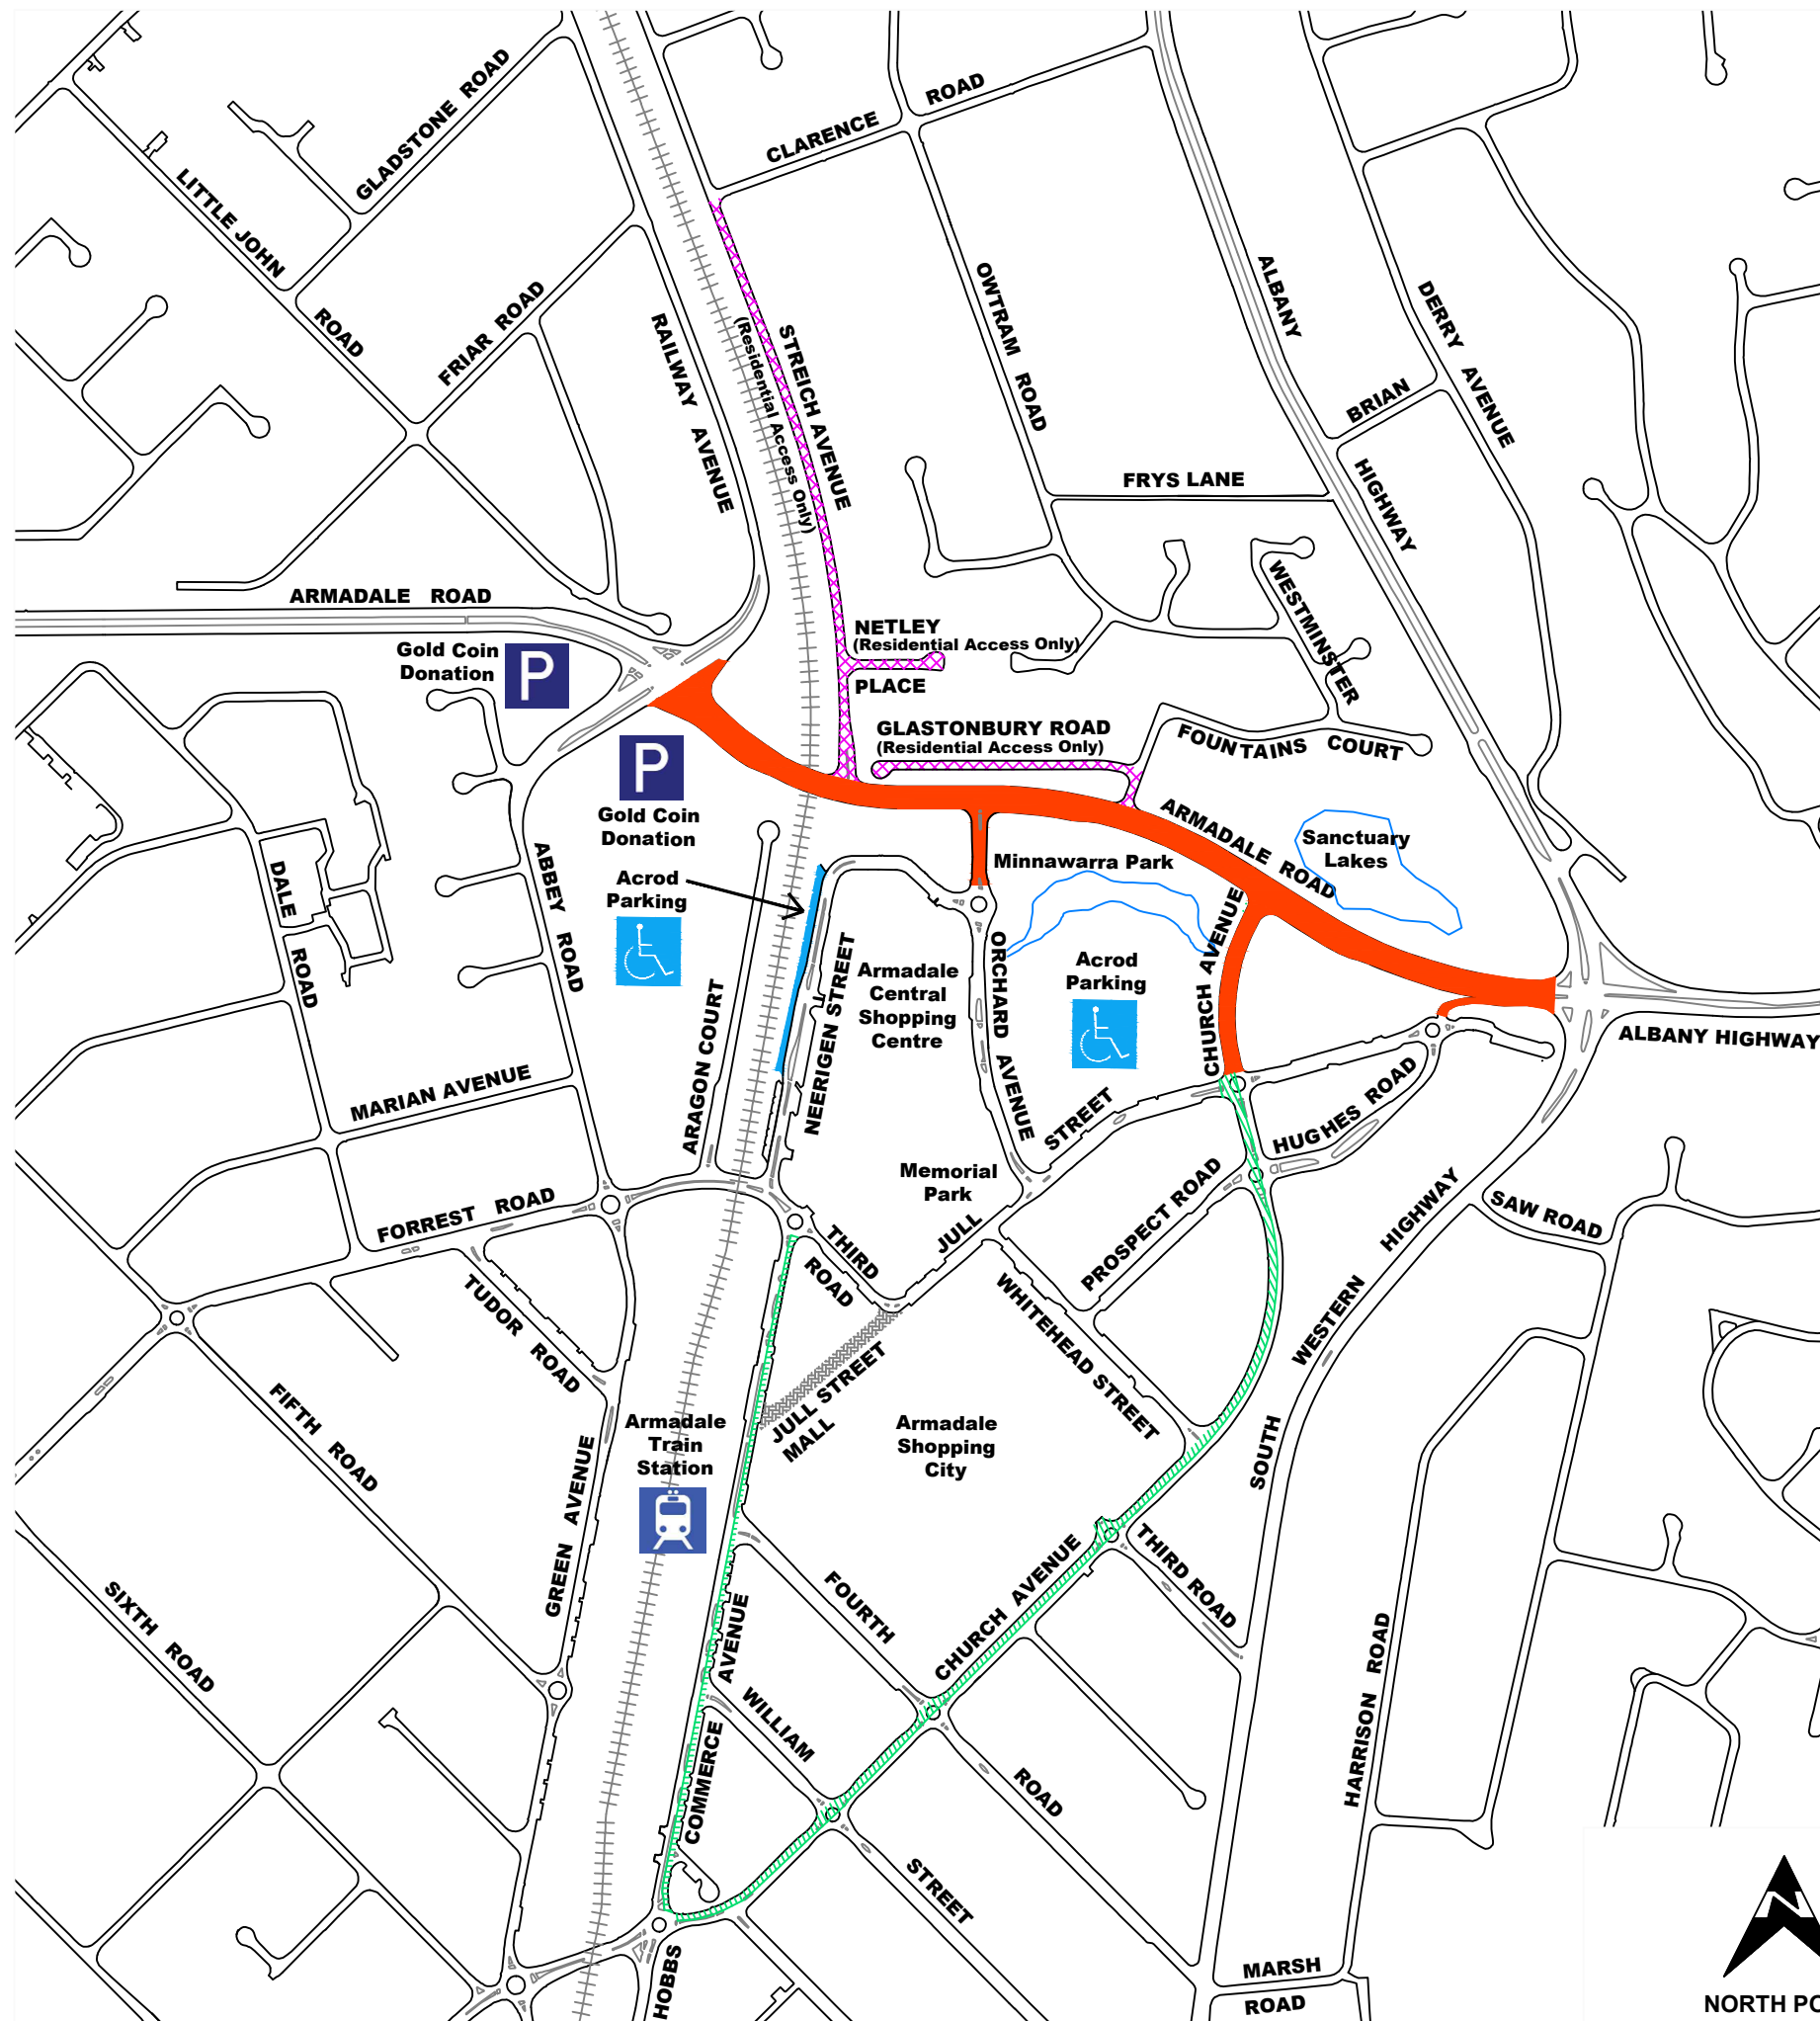 GLADSTONE ROAD
CLARENCE ROAD
LITTLE JOHN ROAD
FRIAR ROAD
RAILWAY AVENUE
STREICH AVENUE
(Residential Access Only)
OWTRAM ROAD
ALBANY HIGHWAY
DERRY AVENUE
BRIAN
FRYS LANE
WESTMINSTER
ARMADALE ROAD
NETLEY
(Residential Access Only)
PLACE
Gold Coin
Donation
P
GLASTONBURY ROAD
(Residential Access Only)
FOUNTAINS COURT
P
Gold Coin
Donation
ARMADALE ROAD
Sanctuary
Lakes
Minnawarra Park
Acrod
Parking
DALE ROAD
ABBEY ROAD
ARAGON COURT
NEERIGEN STREET
Armadale
Central
Shopping
Centre
ORCHARD AVENUE
Acrod
Parking
CHURCH AVENUE
ALBANY HIGHWAY
MARIAN AVENUE
HUGHES ROAD
JULL STREET
Memorial
Park
PROSPECT ROAD
SAW ROAD
FORREST ROAD
THIRD
ROAD
TUDOR ROAD
WHITEHEAD STREET
SOUTH WESTERN HIGHWAY
JULL STREET
MALL
FIFTH ROAD
Armadale
Train
Station
Armadale
Shopping
City
GREEN AVENUE
SIXTH ROAD
CHURCH AVENUE
THIRD ROAD
FOURTH ROAD
COMMERCE AVENUE
WILLIAM STREET
HARRISON ROAD
HOBBS
MARSH
ROAD
N
NORTH PO